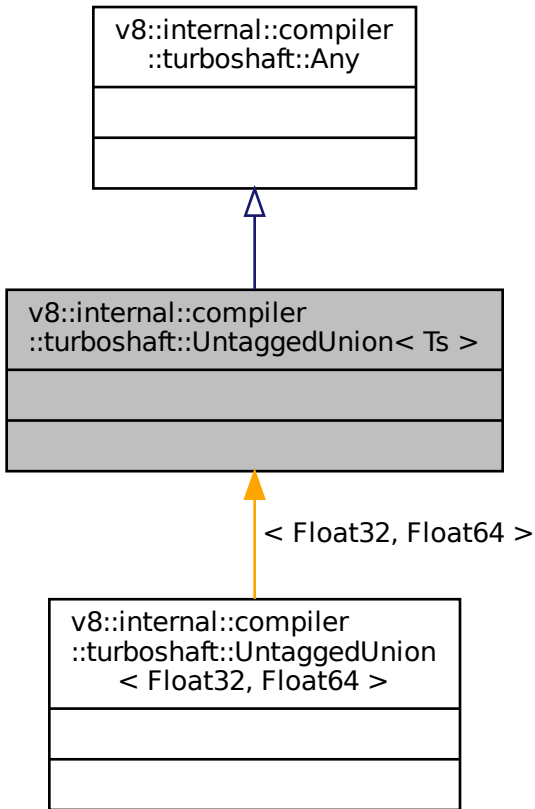 v8::internal::compiler
::turboshaft::Any
v8::internal::compiler
::turboshaft::UntaggedUnion< Ts >
< Float32, Float64 >
v8::internal::compiler
::turboshaft::UntaggedUnion
< Float32, Float64 >